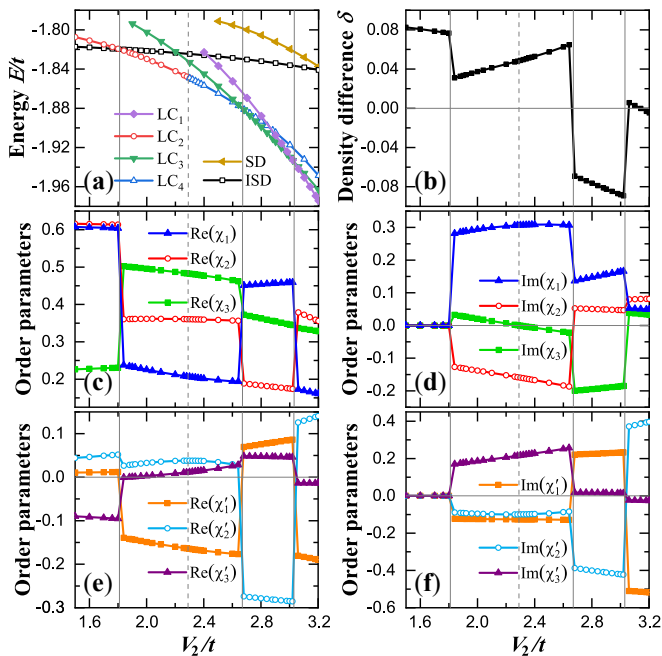 -1.80
-1.84
-1.88
-1.92
-1.96
Energy E/t
LC₁
LC₂
LC₃
LC₄
SD
ISD
(a)
0.08
0.04
0.00
-0.04
-0.08
Density difference δ
(b)
0.6
0.5
0.4
0.3
0.2
Order parameters
Re(χ₁)
Re(χ₂)
Re(χ₃)
(c)
0.3
0.2
0.1
0.0
-0.1
-0.2
Order parameters
Im(χ₁)
Im(χ₂)
Im(χ₃)
(d)
0.1
0.0
-0.1
-0.2
-0.3
Order parameters
Re(χ′₁)
Re(χ′₂)
Re(χ′₃)
(e)
1.6 2.0 2.4 2.8 3.2
V₂/t
0.4
0.2
0.0
-0.2
-0.4
-0.6
Order parameters
Im(χ′₁)
Im(χ′₂)
Im(χ′₃)
(f)
1.6 2.0 2.4 2.8 3.2
V₂/t